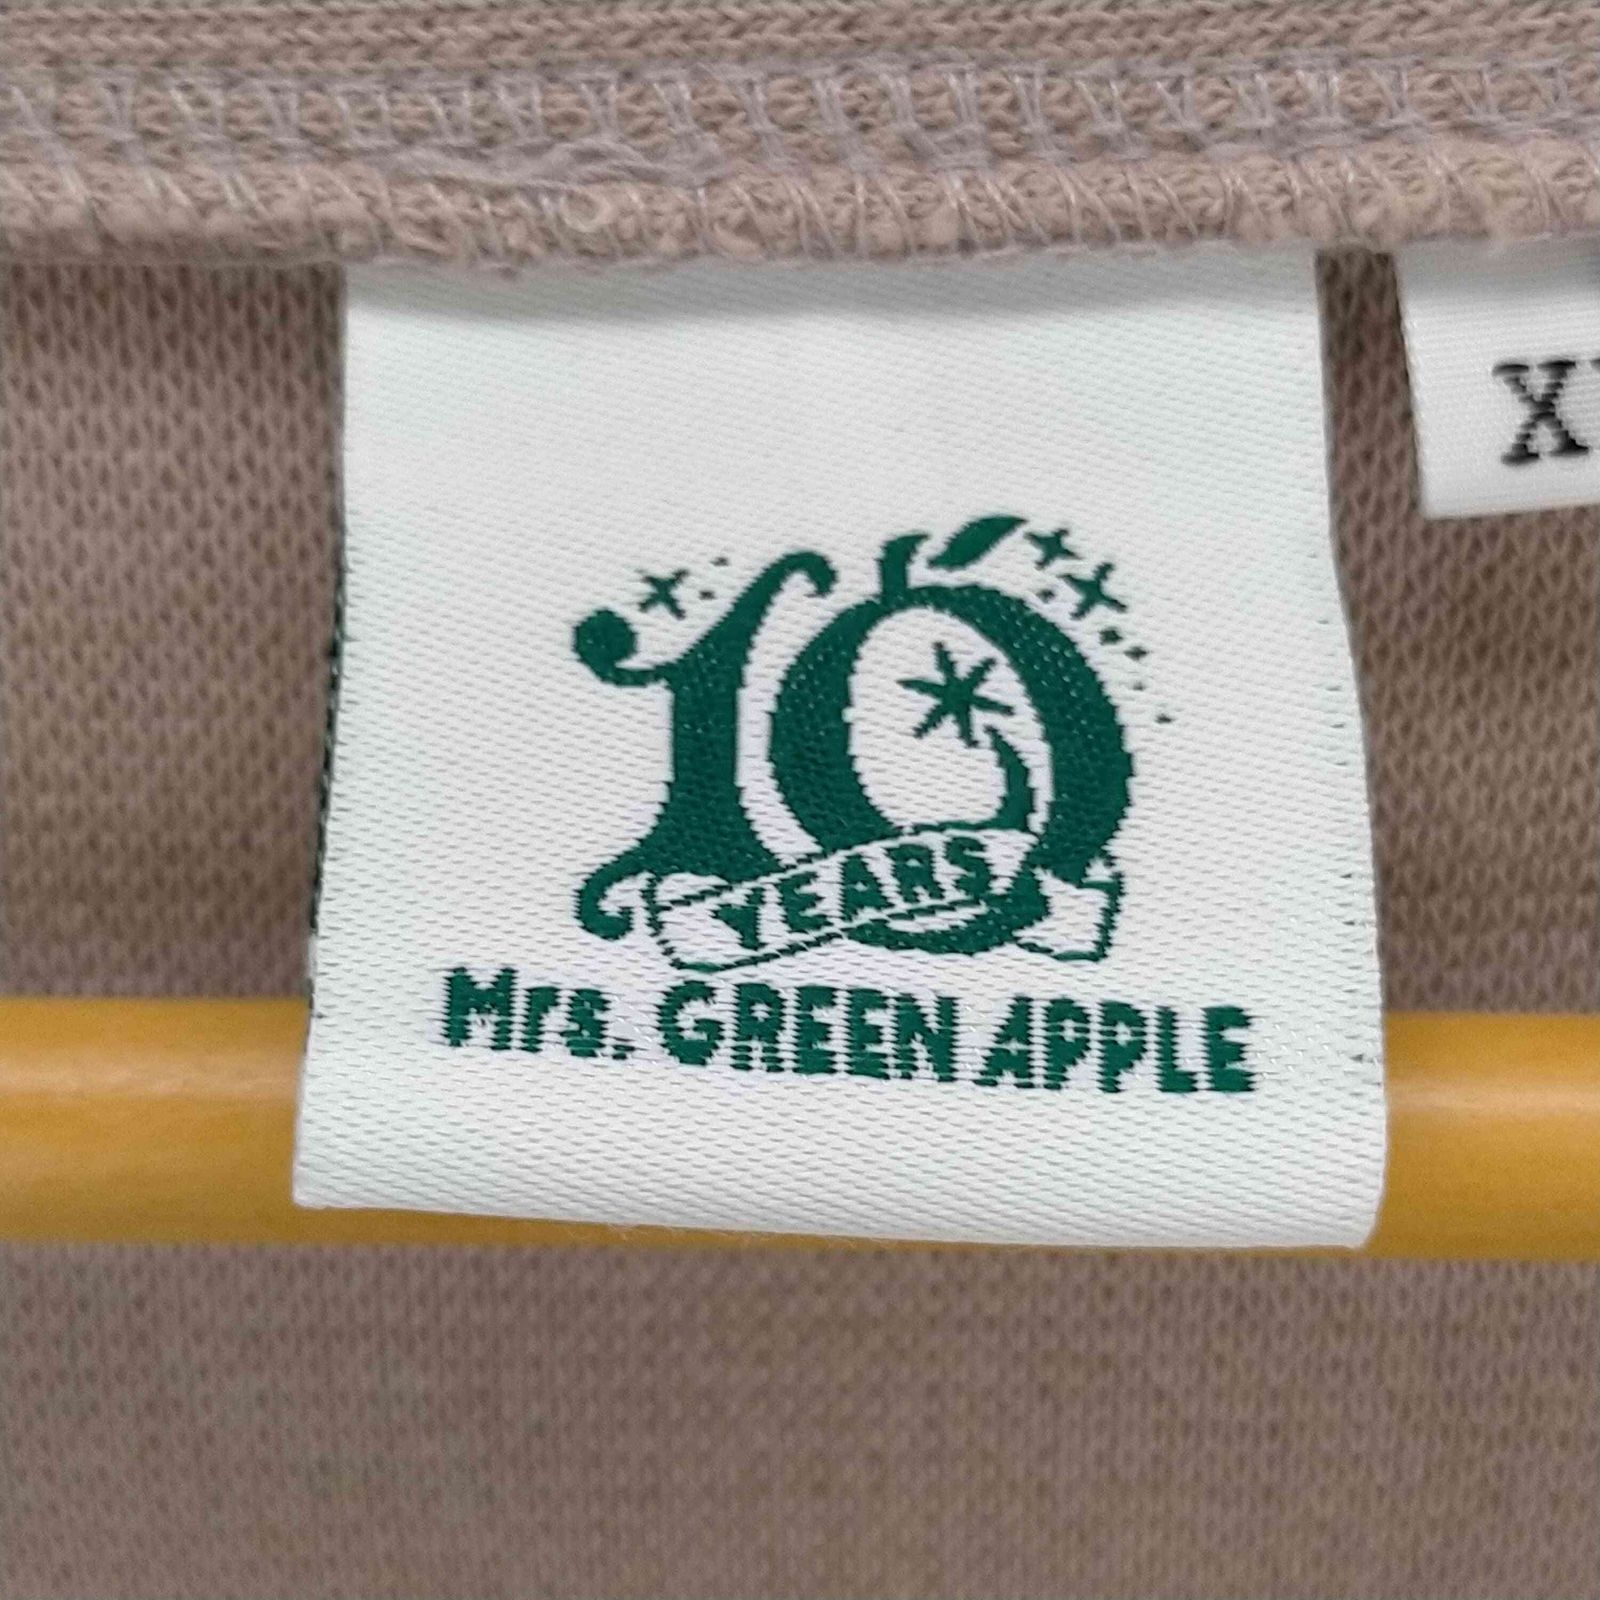 10
YEARS
Mrs. GREEN APPLE